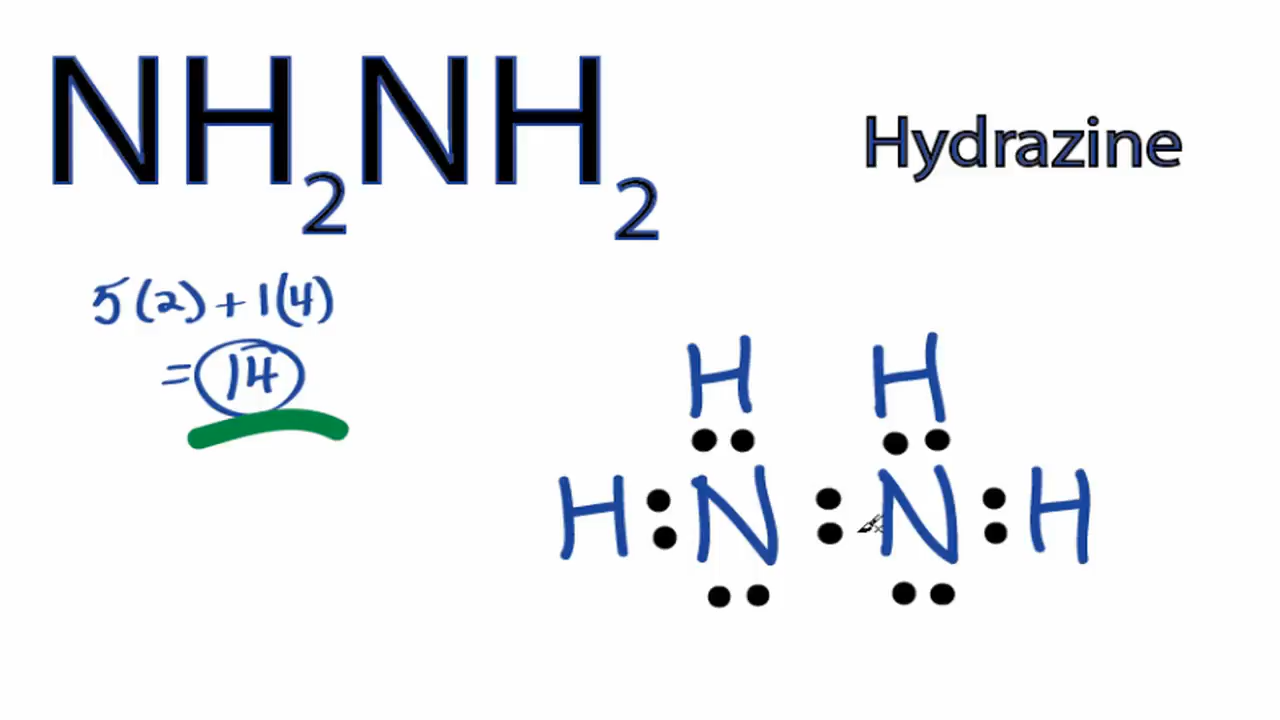 NH₂NH₂
Hydrazine
5(2)+1(4)
=14
H H
H:N:N:H